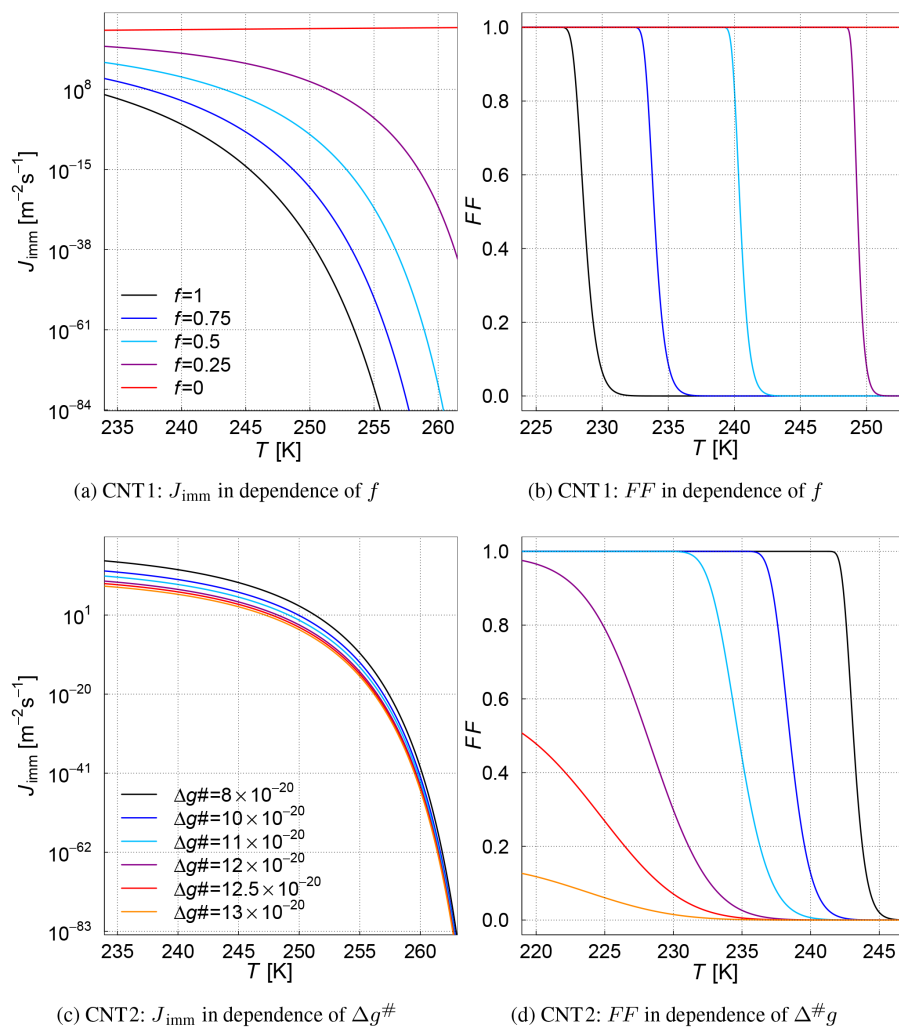 J_imm [m⁻²s⁻¹]
10⁸
10⁻¹⁵
10⁻³⁸
10⁻⁶¹
10⁻⁸⁴
f=1
f=0.75
f=0.5
f=0.25
f=0
235 240 245 250 255 260
T [K]
FF
1.0
0.8
0.6
0.4
0.2
0.0
225 230 235 240 245 250
T [K]
(a) CNT1: J_imm in dependence of f
(b) CNT1: FF in dependence of f
J_imm [m⁻²s⁻¹]
10¹
10⁻²⁰
10⁻⁴¹
10⁻⁶²
10⁻⁸³
Δg#=8×10⁻²⁰
Δg#=10×10⁻²⁰
Δg#=11×10⁻²⁰
Δg#=12×10⁻²⁰
Δg#=12.5×10⁻²⁰
Δg#=13×10⁻²⁰
235 240 245 250 255 260
T [K]
FF
1.0
0.8
0.6
0.4
0.2
0.0
220 225 230 235 240 245
T [K]
(c) CNT2: J_imm in dependence of Δg^#
(d) CNT2: FF in dependence of Δ^#g